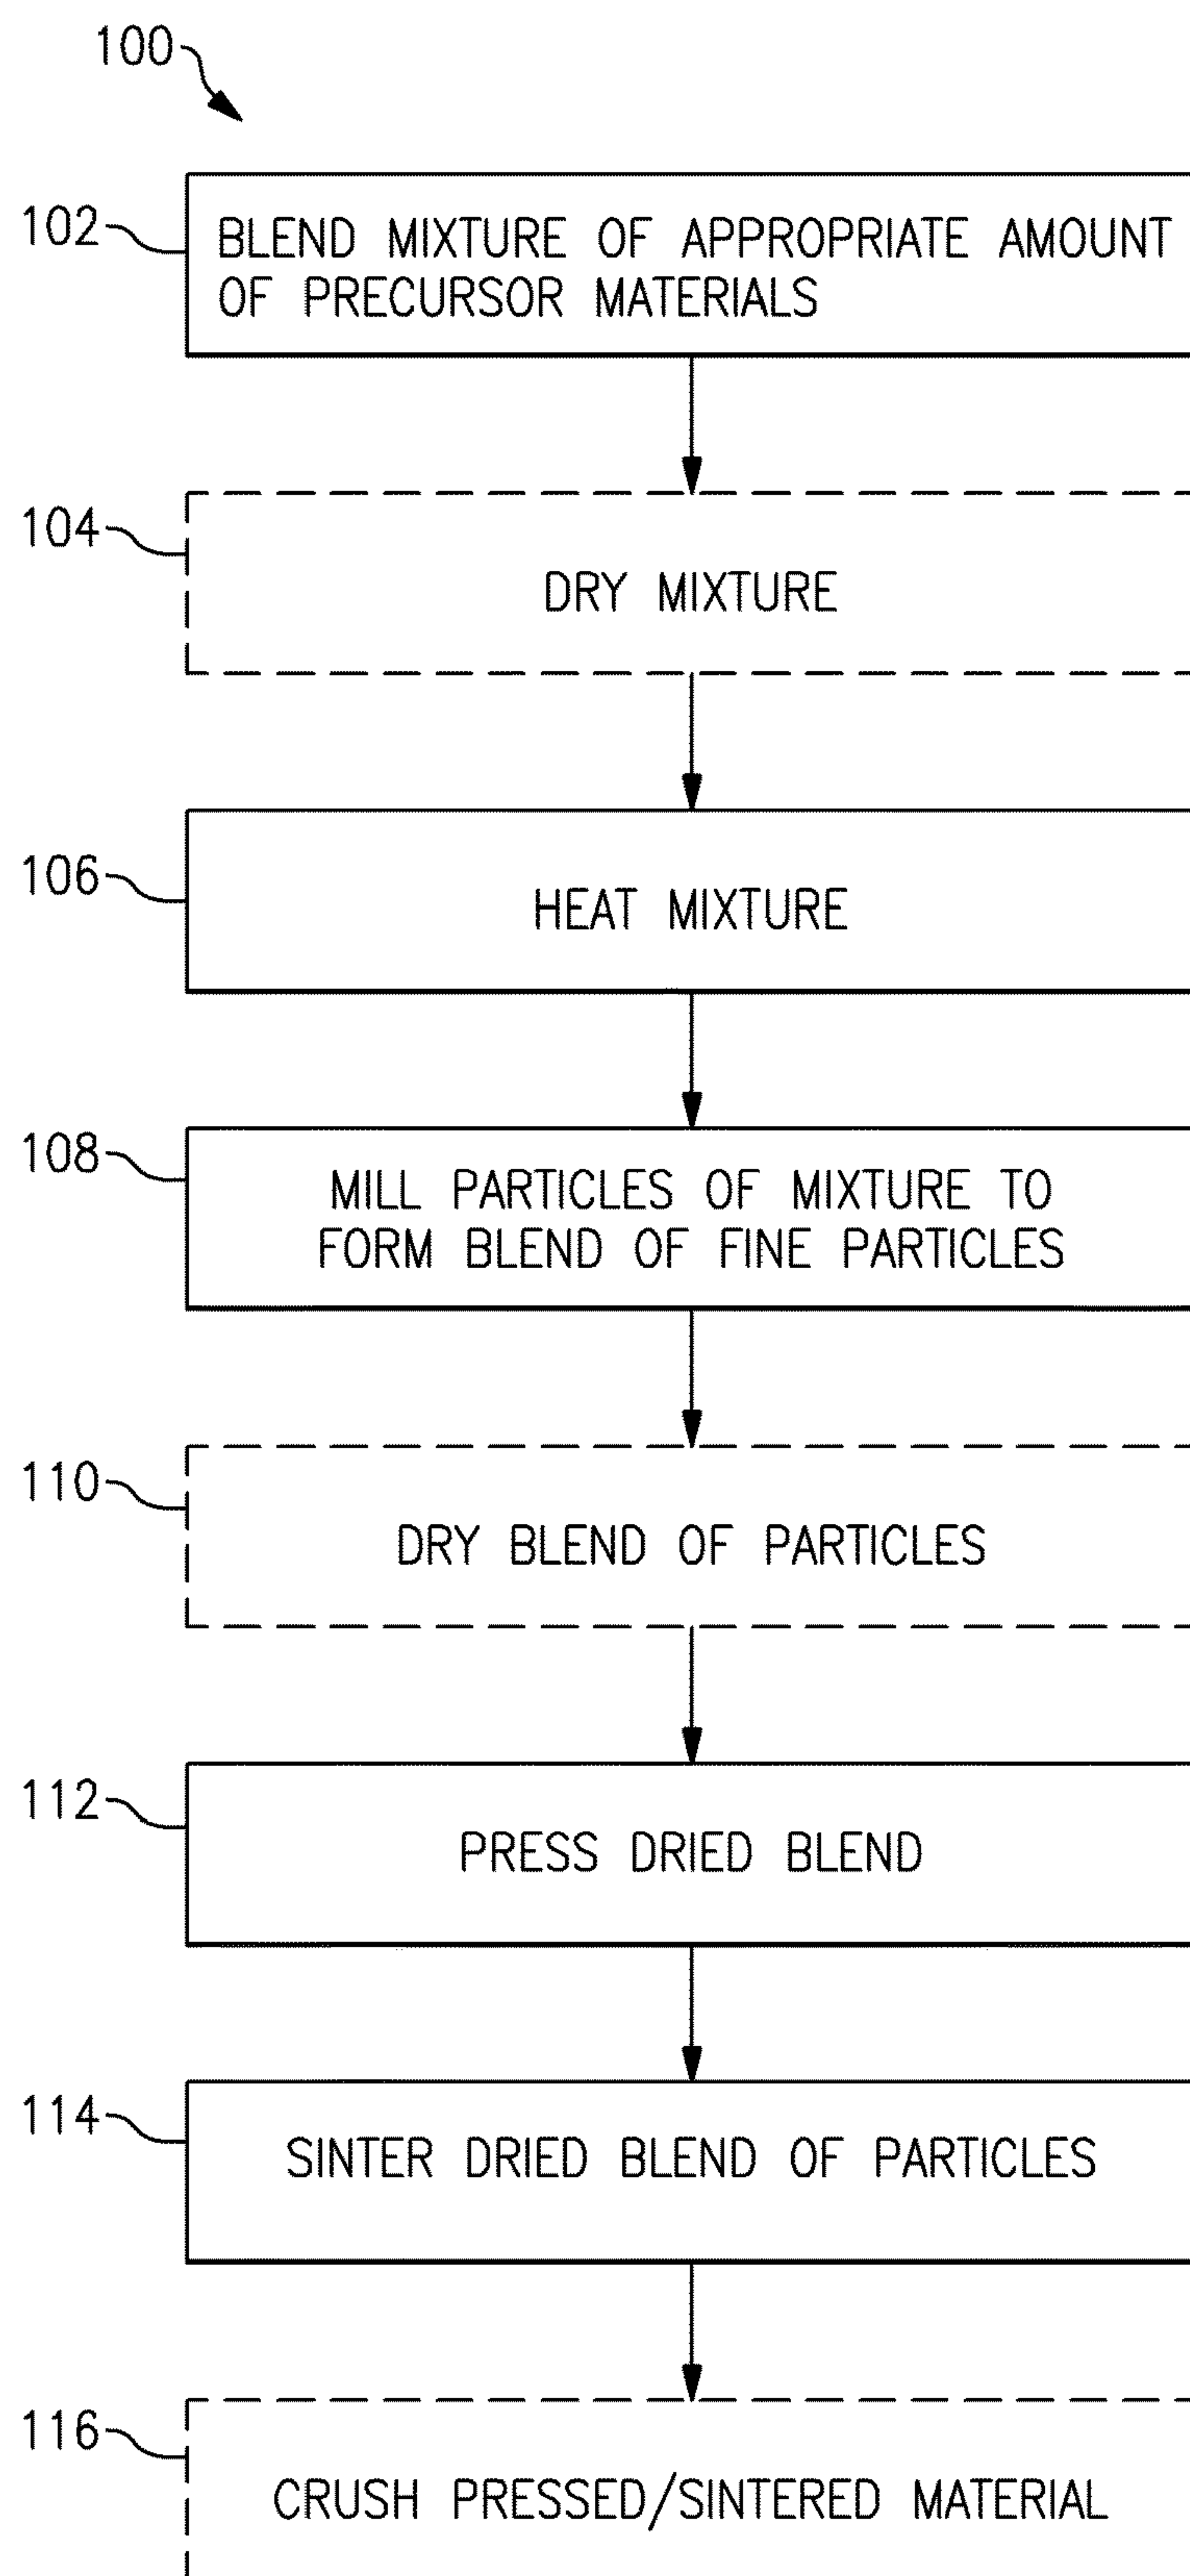 100
102
BLEND MIXTURE OF APPROPRIATE AMOUNT
OF PRECURSOR MATERIALS
104
DRY MIXTURE
106
HEAT MIXTURE
108
MILL PARTICLES OF MIXTURE TO
FORM BLEND OF FINE PARTICLES
110
DRY BLEND OF PARTICLES
112
PRESS DRIED BLEND
114
SINTER DRIED BLEND OF PARTICLES
116
CRUSH PRESSED/SINTERED MATERIAL